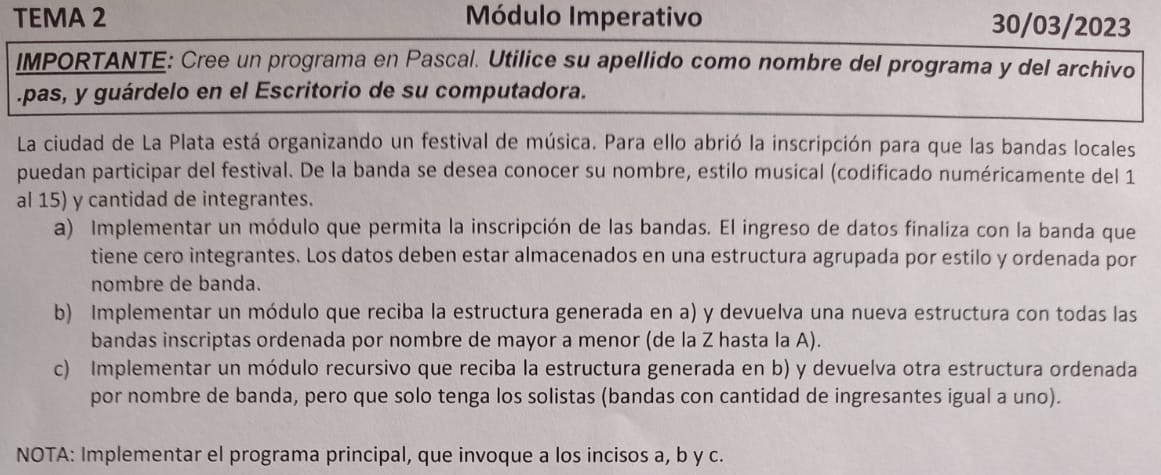 TEMA 2 Módulo Imperativo 30/03/2023
IMPORTANTE: Cree un programa en Pascal. Utilice su apellido como nombre del programa y del archivo
.pas, y guárdelo en el Escritorio de su computadora.
La ciudad de La Plata está organizando un festival de música. Para ello abrió la inscripción para que las bandas locales
puedan participar del festival. De la banda se desea conocer su nombre, estilo musical (codificado numéricamente del 1
al 15) y cantidad de integrantes.
a) Implementar un módulo que permita la inscripción de las bandas. El ingreso de datos finaliza con la banda que
tiene cero integrantes. Los datos deben estar almacenados en una estructura agrupada por estilo y ordenada por
nombre de banda.
b) Implementar un módulo que reciba la estructura generada en a) y devuelva una nueva estructura con todas las
bandas inscriptas ordenada por nombre de mayor a menor (de la Z hasta la A).
c) Implementar un módulo recursivo que reciba la estructura generada en b) y devuelva otra estructura ordenada
por nombre de banda, pero que solo tenga los solistas (bandas con cantidad de ingresantes igual a uno).
NOTA: Implementar el programa principal, que invoque a los incisos a, b y c.